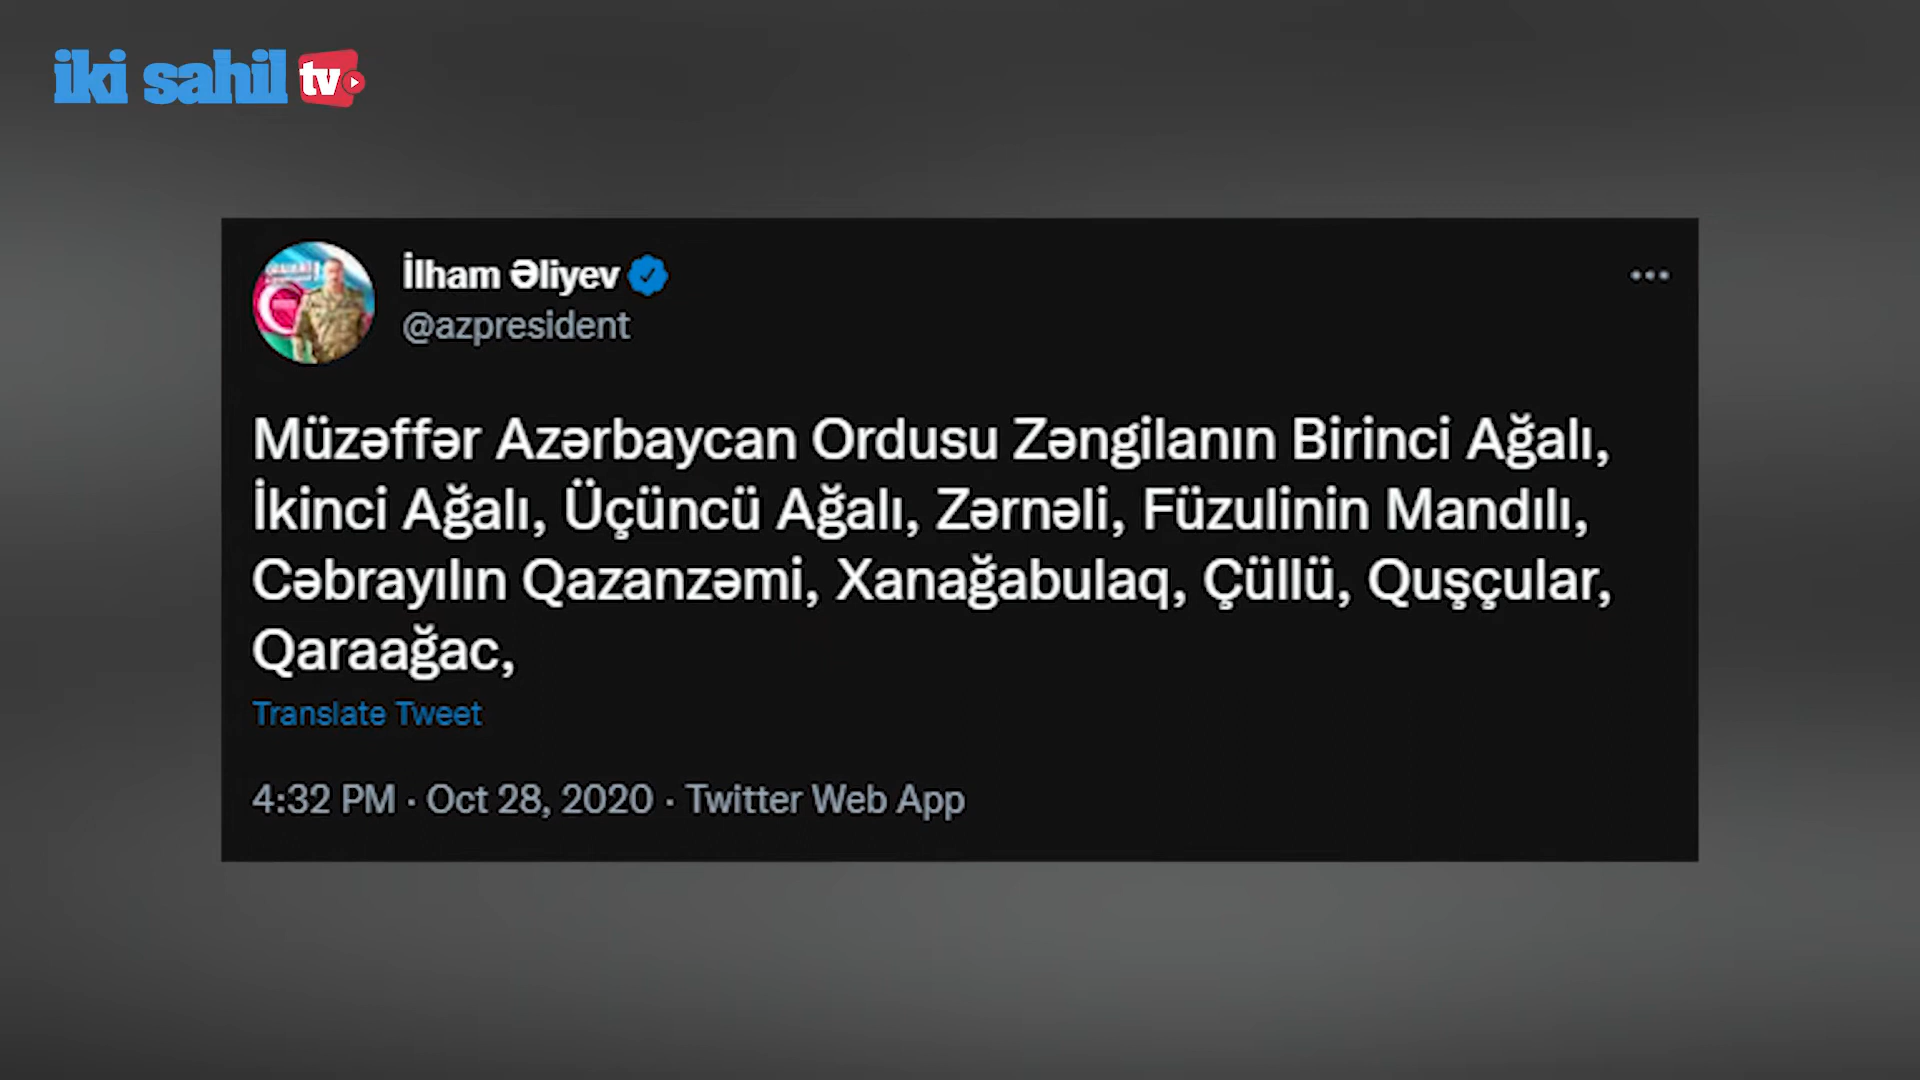 iki sahil tv
İlham Əliyev
@azpresident
Müzəffər Azərbaycan Ordusu Zəngilanın Birinci Ağalı,
İkinci Ağalı, Üçüncü Ağalı, Zərnəli, Füzulinin Mandılı,
Cəbrayılın Qazanzəmi, Xanağabulaq, Çüllü, Quşçular,
Qaraağac,
Translate Tweet
4:32 PM · Oct 28, 2020 · Twitter Web App